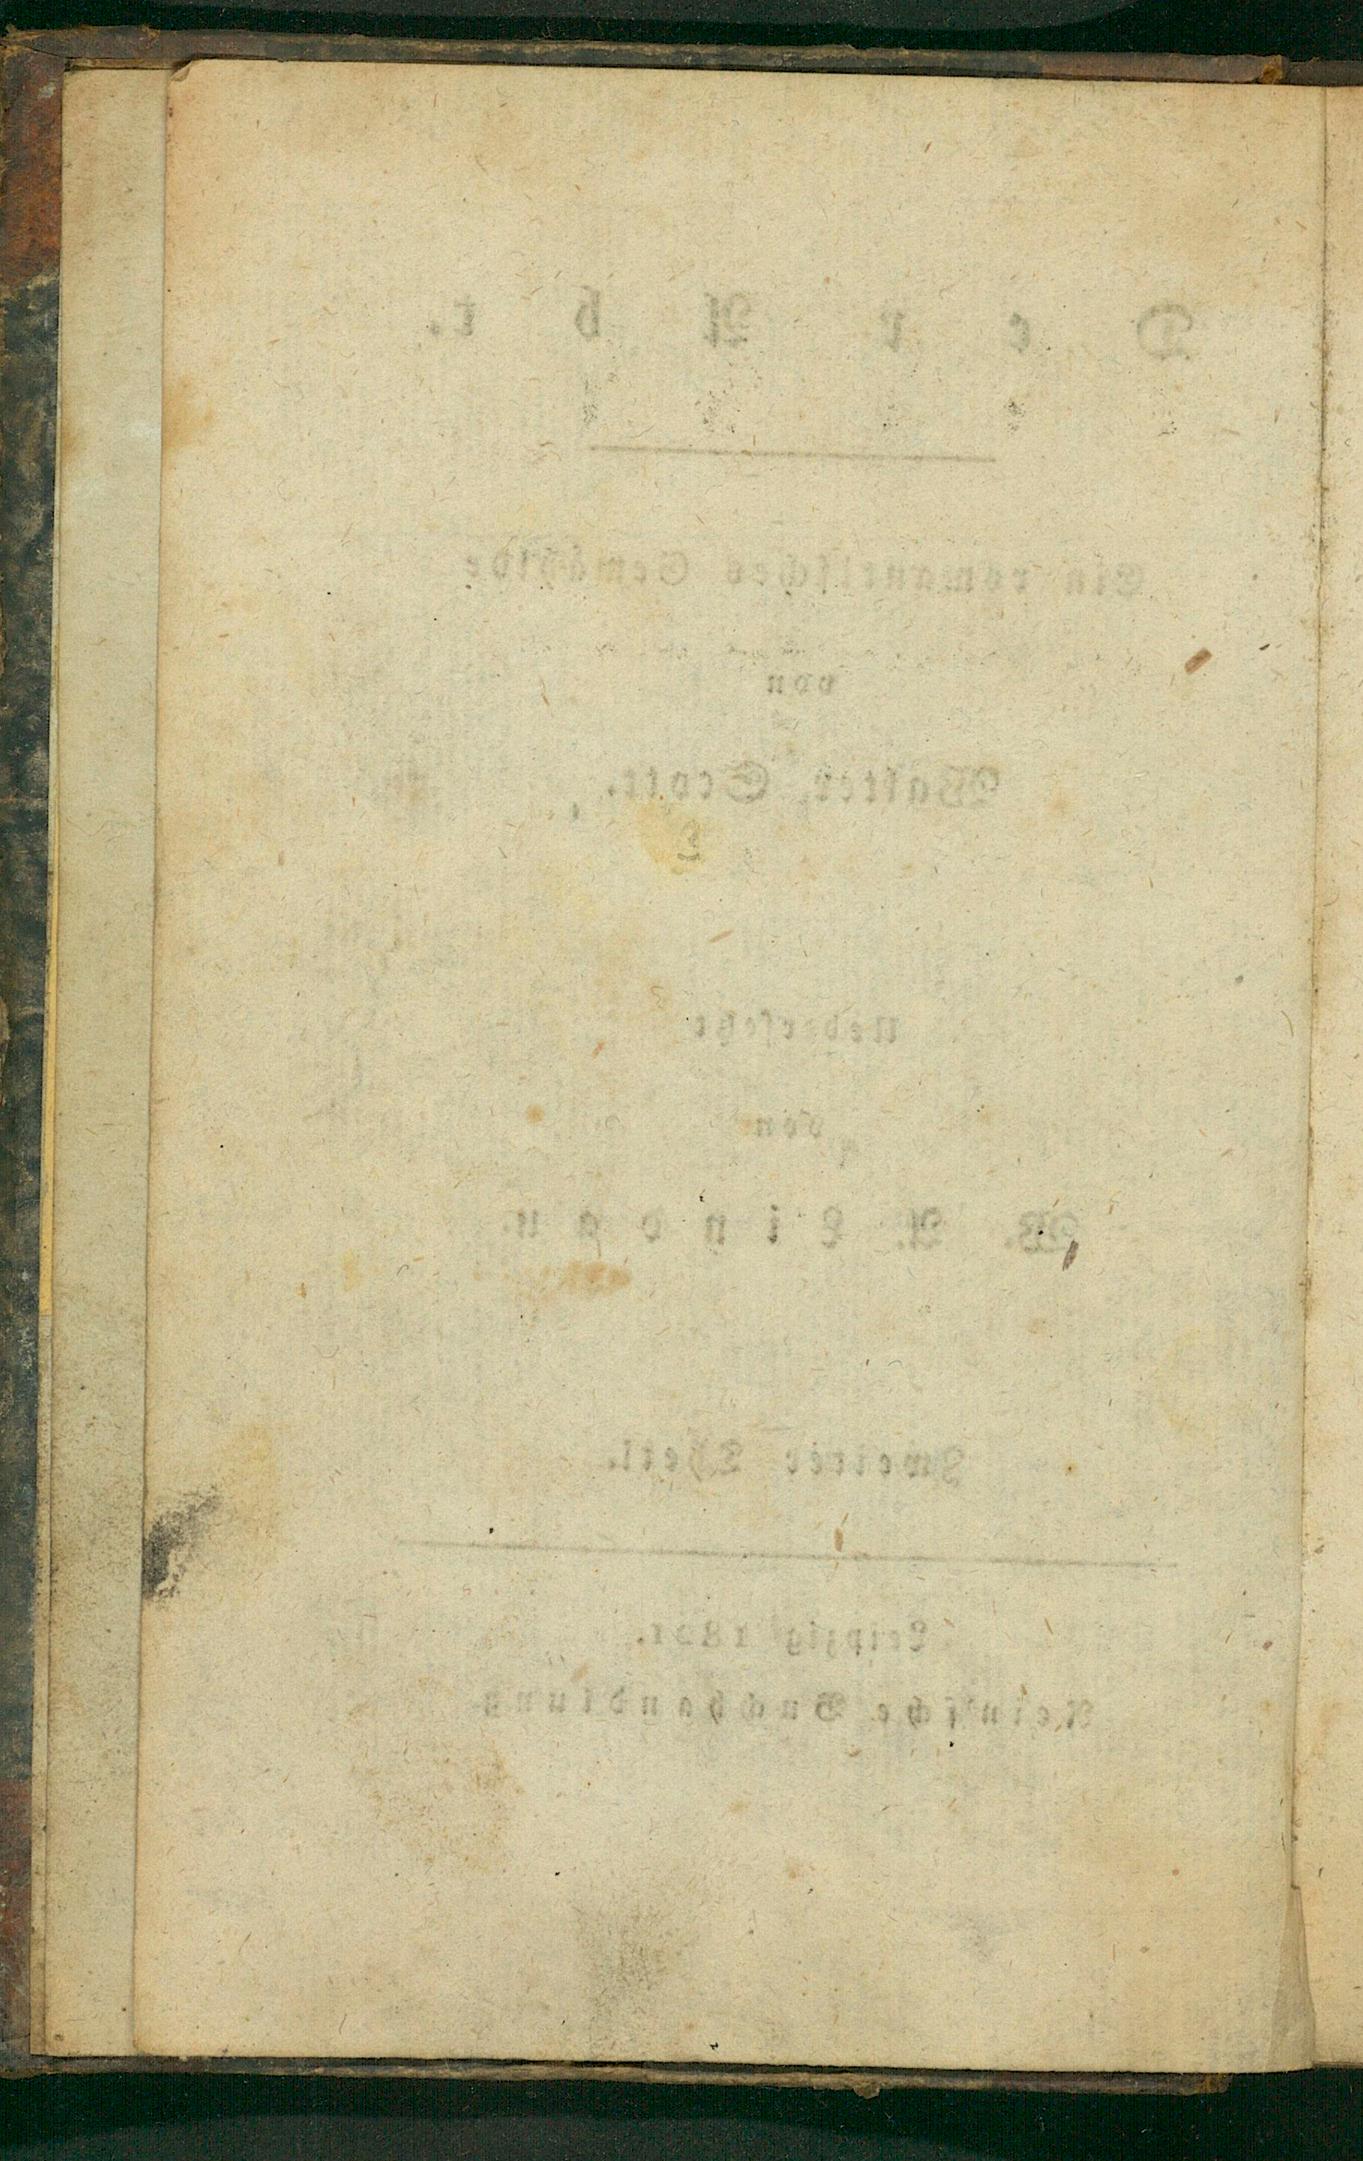 Der Abt.
Ein romantisches Gemählde
von
Walter Scott.
Uebersetzt
von
W. A. Lindau.
Zweiter Theil.
Leipzig 1821.
Rein'sche Buchhandlung